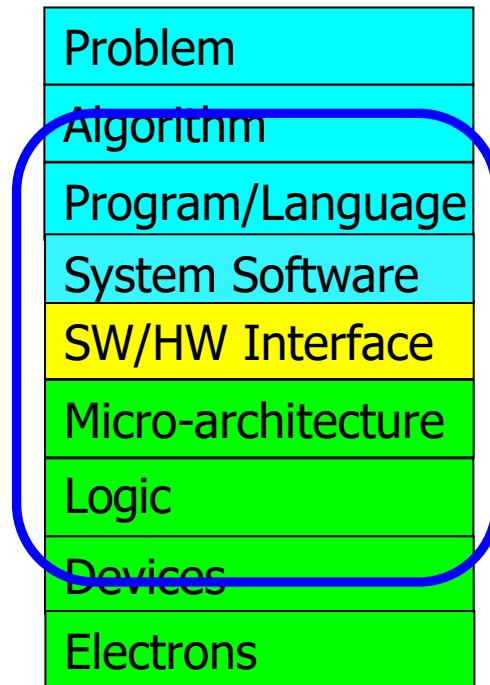 Problem
Algorithm
Program/Language
System Software
SW/HW Interface
Micro-architecture
Logic
Devices
Electrons